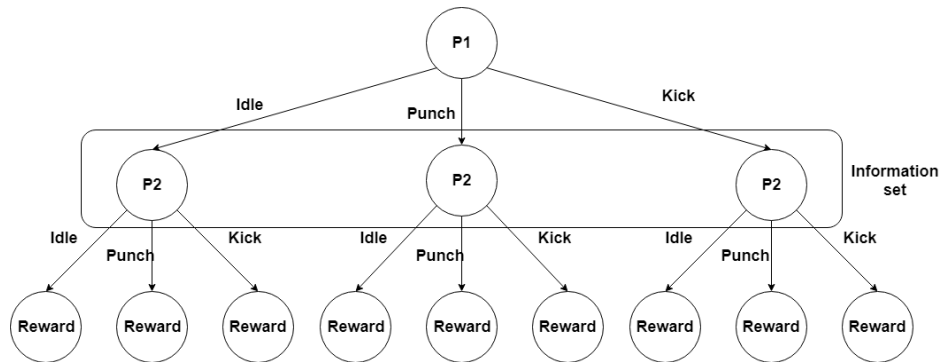 P1
Idle
Punch
Kick
P2
P2
P2
Information
set
Idle
Punch
Kick
Idle
Punch
Kick
Idle
Punch
Kick
Reward
Reward
Reward
Reward
Reward
Reward
Reward
Reward
Reward